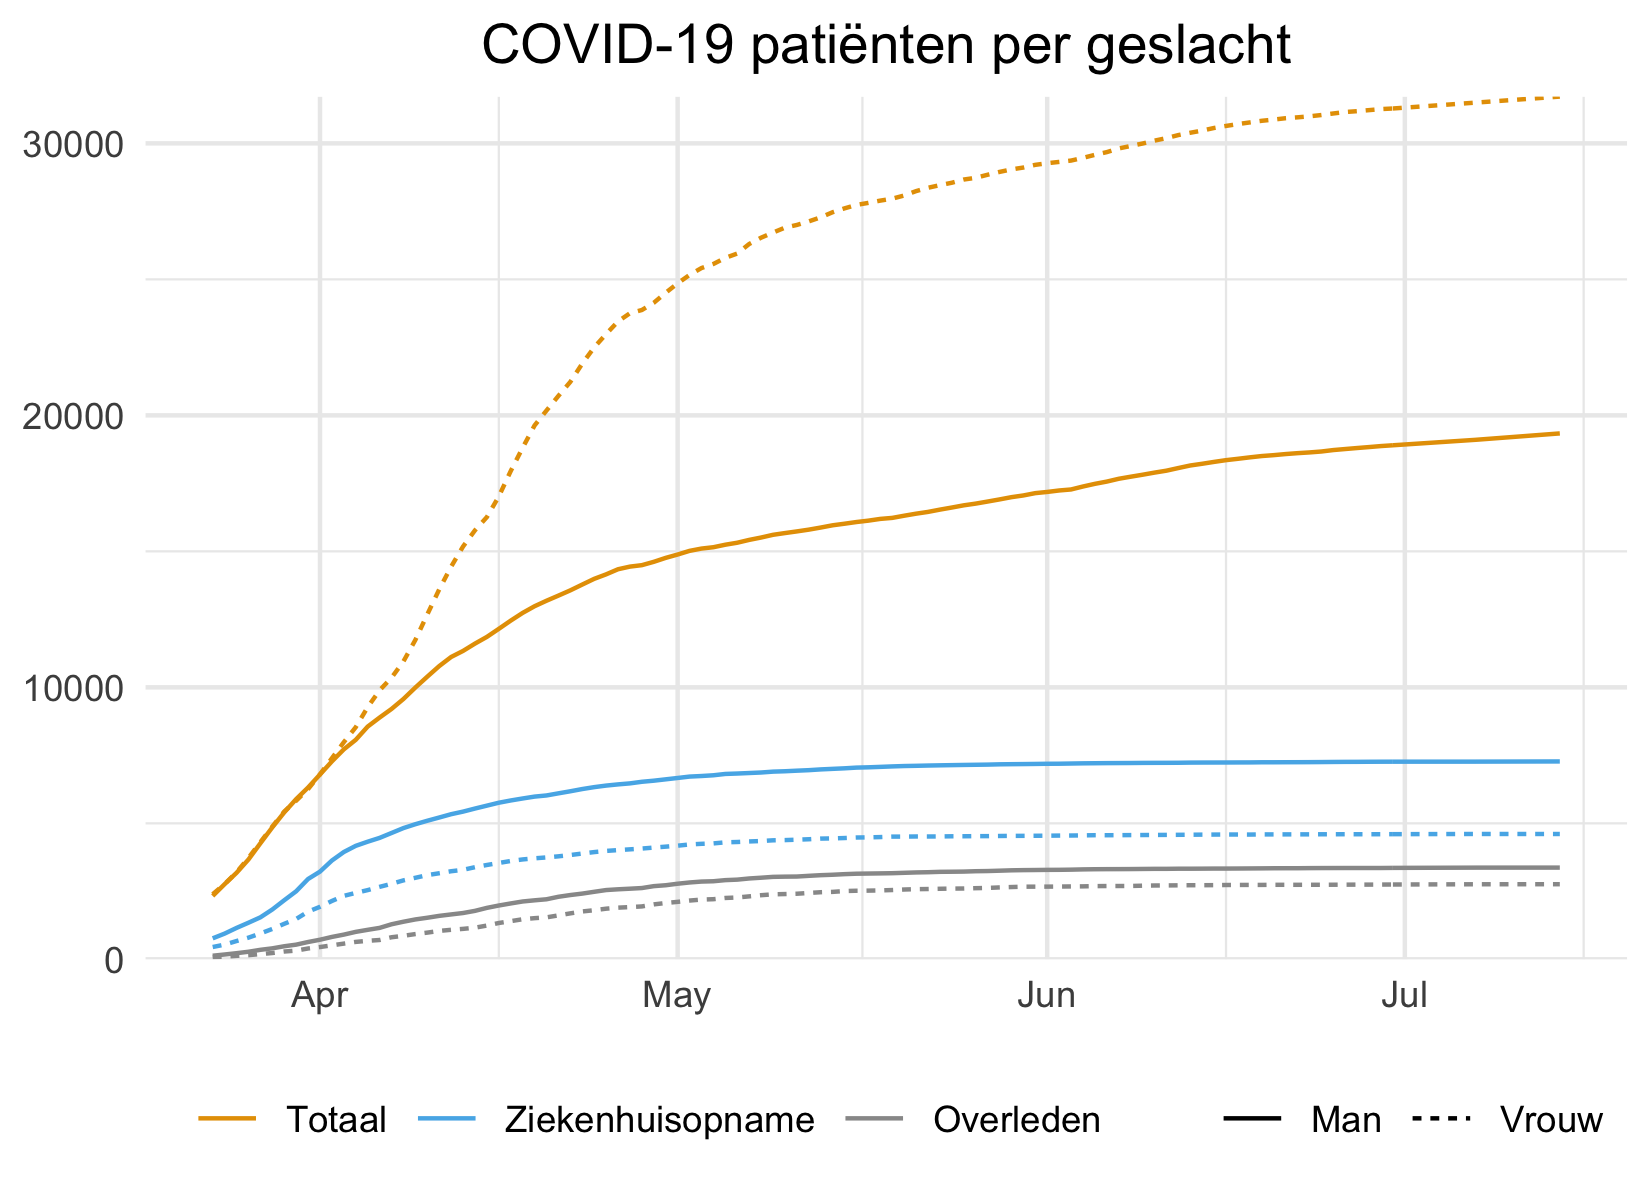 COVID-19 patiënten per geslacht
30000
20000
10000
0
Apr May Jun Jul
Totaal Ziekenhuisopname Overleden Man Vrouw